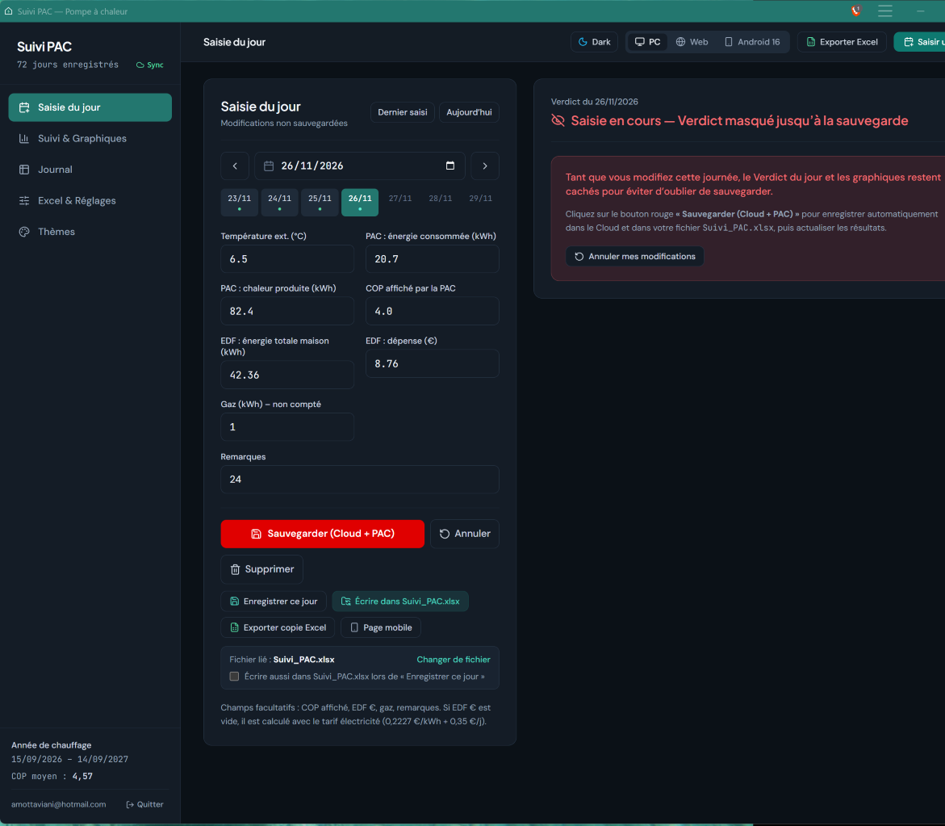 Suivi PAC — Pompe à chaleur
Suivi PAC
72 jours enregistrés
Sync
Saisie du jour
Suivi & Graphiques
Journal
Excel & Réglages
Thèmes
Année de chauffage
15/09/2026 – 14/09/2027
COP moyen : 4,57
amottaviani@hotmail.com
Quitter
Saisie du jour
Dark
PC
Web
Android 16
Exporter Excel
Saisir u
Saisie du jour
Modifications non sauvegardées
Dernier saisi
Aujourd'hui
26/11/2026
23/11
24/11
25/11
26/11
27/11
28/11
29/11
Température ext. (°C)
PAC : énergie consommée (kWh)
6.5
20.7
PAC : chaleur produite (kWh)
COP affiché par la PAC
82.4
4.0
EDF : énergie totale maison
(kWh)
EDF : dépense (€)
42.36
8.76
Gaz (kWh) – non compté
1
Remarques
24
Sauvegarder (Cloud + PAC)
Annuler
Supprimer
Enregistrer ce jour
Écrire dans Suivi_PAC.xlsx
Exporter copie Excel
Page mobile
Fichier lié : Suivi_PAC.xlsx
Changer de fichier
Écrire aussi dans Suivi_PAC.xlsx lors de « Enregistrer ce jour »
Champs facultatifs : COP affiché, EDF €, gaz, remarques. Si EDF € est
vide, il est calculé avec le tarif électricité (0,2227 €/kWh + 0,35 €/j).
Verdict du 26/11/2026
Saisie en cours — Verdict masqué jusqu'à la sauvegarde
Tant que vous modifiez cette journée, le Verdict du jour et les graphiques restent
cachés pour éviter d'oublier de sauvegarder.
Cliquez sur le bouton rouge « Sauvegarder (Cloud + PAC) » pour enregistrer automatiquement
dans le Cloud et dans votre fichier Suivi_PAC.xlsx, puis actualiser les résultats.
Annuler mes modifications